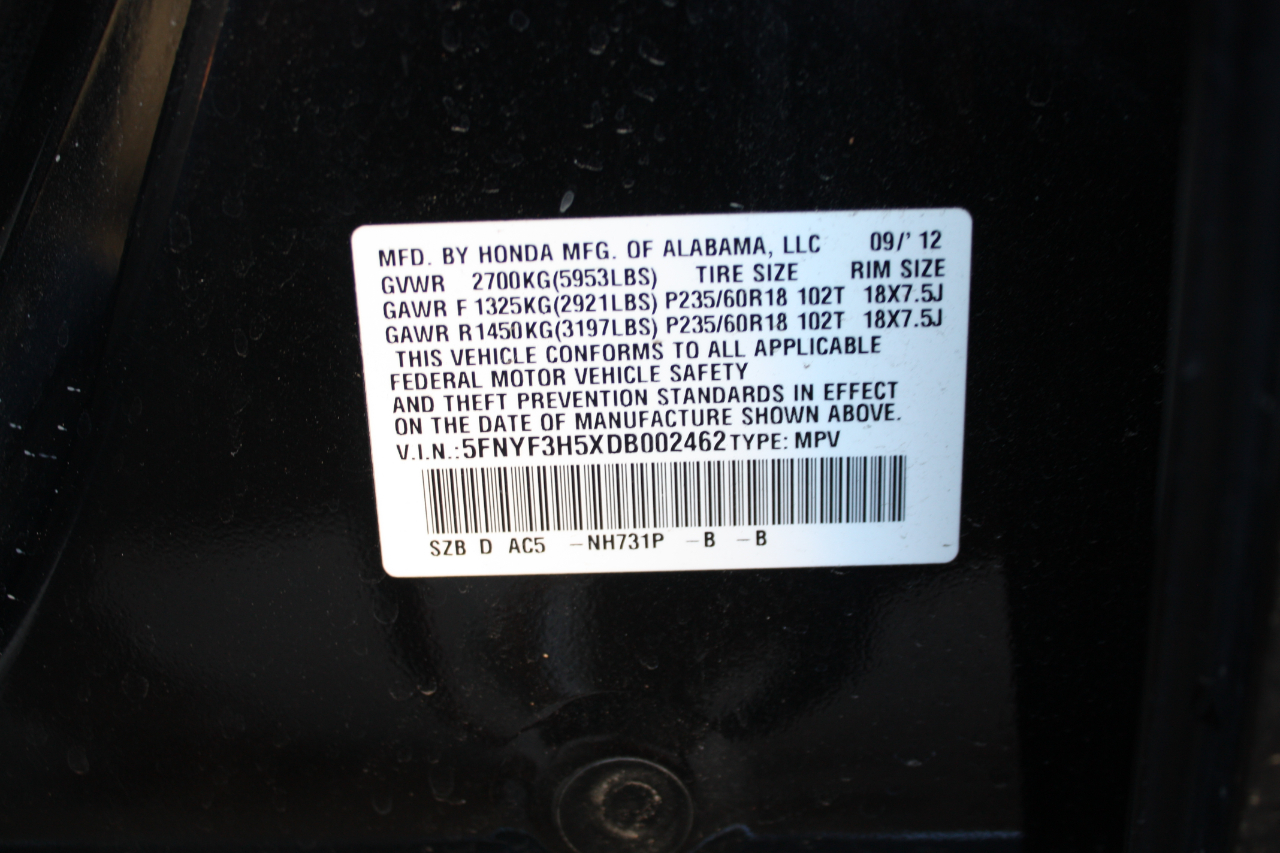 MFD. BY HONDA MFG. OF ALABAMA, LLC 09/' 12
GVWR 2700KG(5953LBS) TIRE SIZE RIM SIZE
GAWR F 1325KG(2921LBS) P235/60R18 102T 18X7.5J
GAWR R1450KG(3197LBS) P235/60R18 102T 18X7.5J
THIS VEHICLE CONFORMS TO ALL APPLICABLE
FEDERAL MOTOR VEHICLE SAFETY
AND THEFT PREVENTION STANDARDS IN EFFECT
ON THE DATE OF MANUFACTURE SHOWN ABOVE.
V.I.N.:5FNYF3H5XDB002462 TYPE: MPV
SZB D AC5 -NH731P -B -B